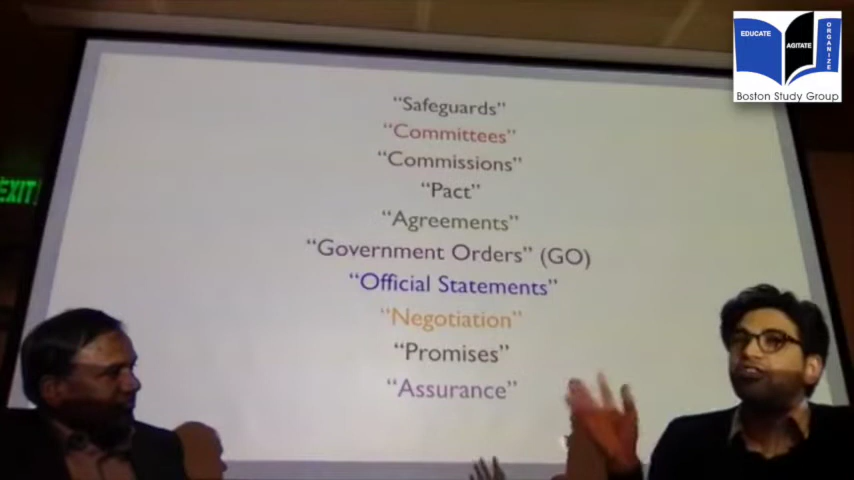 EDUCATE
AGITATE
ORGANIZE
Boston Study Group
"Safeguards"
"Committees"
"Commissions"
"Pact"
"Agreements"
"Government Orders" (GO)
"Official Statements"
"Negotiation"
"Promises"
"Assurance"
EXIT